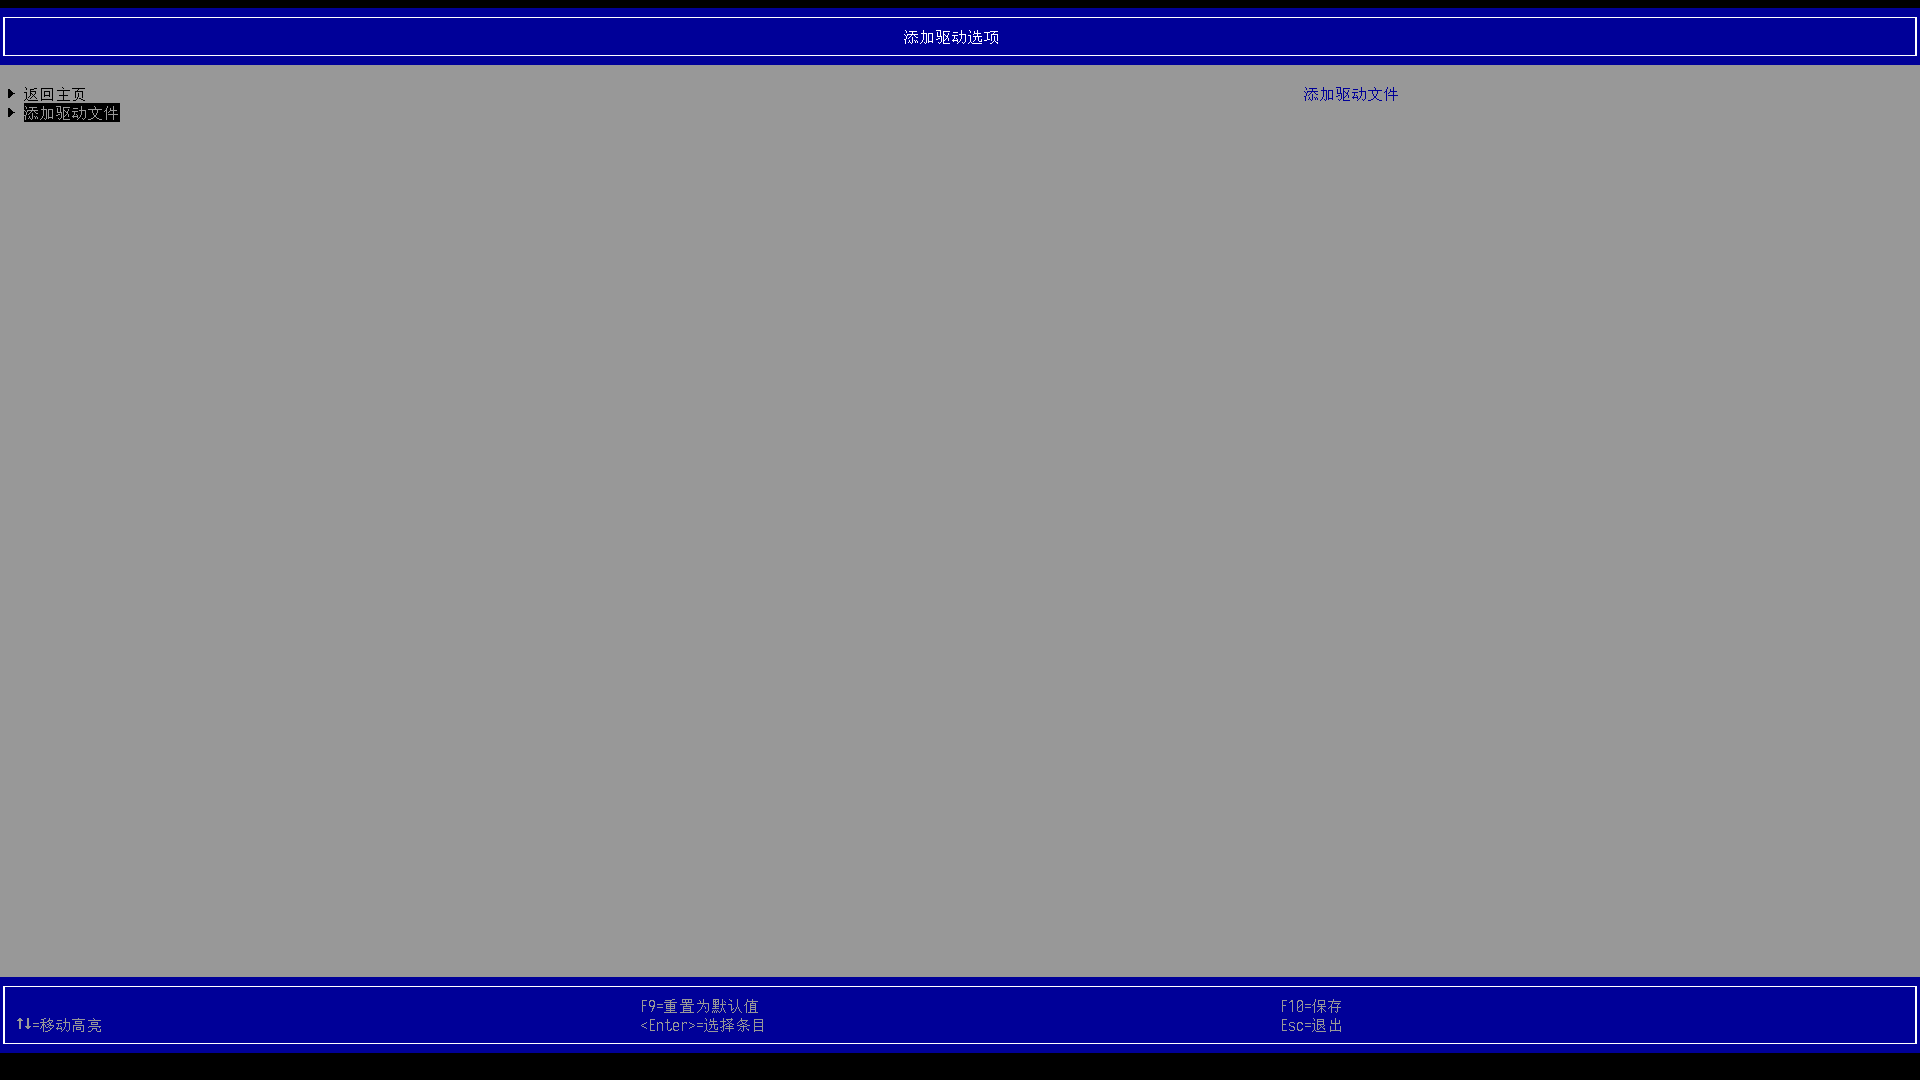 添加驱动选项
返回主页
添加驱动文件
添加驱动文件
F9=重置为默认值
F10=保存
↑↓=移动高亮
<Enter>=选择条目
Esc=退出